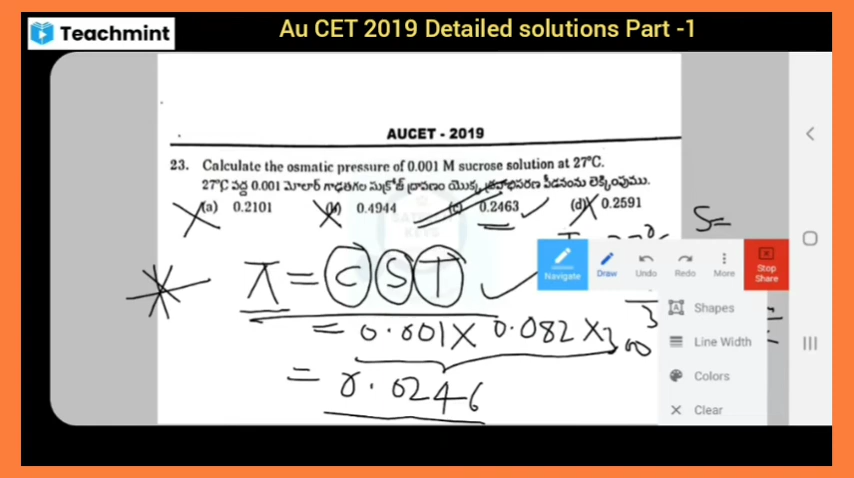 Teachmint
Au CET 2019 Detailed solutions Part -1
AUCET - 2019
23. Calculate the osmatic pressure of 0.001 M sucrose solution at 27°C.
27°C వద్ద 0.001 మోలార్ గాఢతగల సుక్రోజ్ ద్రావణం యొక్క ద్రవాభిసరణ పీడనంను లెక్కింపుము.
(a) 0.2101 (b) 0.4944 (c) 0.2463 (d) 0.2591
S=
π = CST
= 0.001 X 0.082 X 300
= 0.0246
Navigate
Draw
Undo
Redo
More
Stop
Share
Shapes
Line Width
Colors
Clear